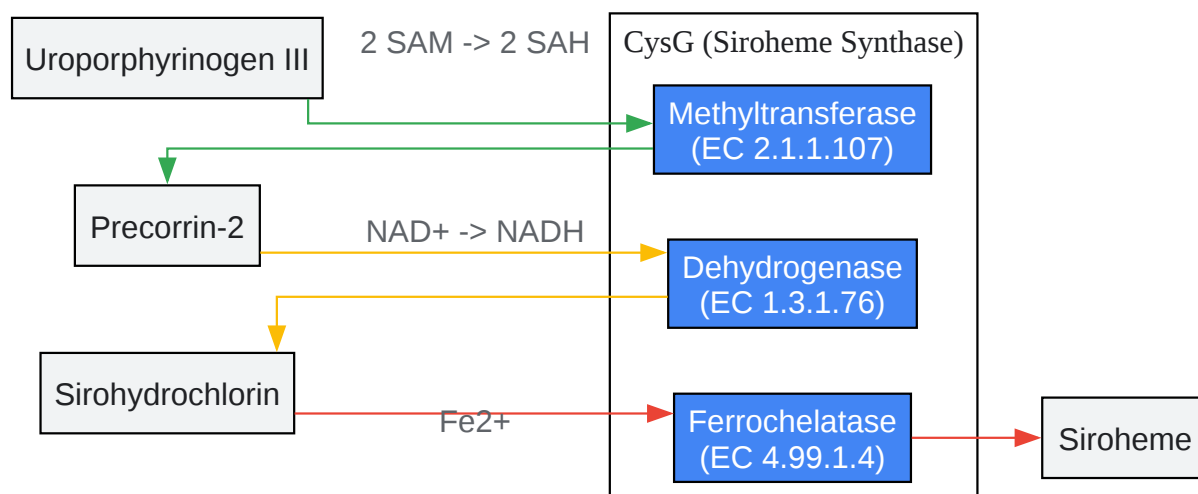 Uroporphyrinogen III
2 SAM -> 2 SAH
CysG (Siroheme Synthase)
Methyltransferase
(EC 2.1.1.107)
Precorrin-2
NAD+ -> NADH
Dehydrogenase
(EC 1.3.1.76)
Sirohydrochlorin
Fe2+
Ferrochelatase
(EC 4.99.1.4)
Siroheme